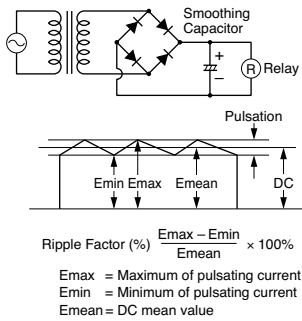 Smoothing
Capacitor
+
−
R
Relay
Pulsation
Emin Emax Emean DC
Ripple Factor (%) Emax – Emin / Emean × 100%
Emax = Maximum of pulsating current
Emin = Minimum of pulsating current
Emean = DC mean value